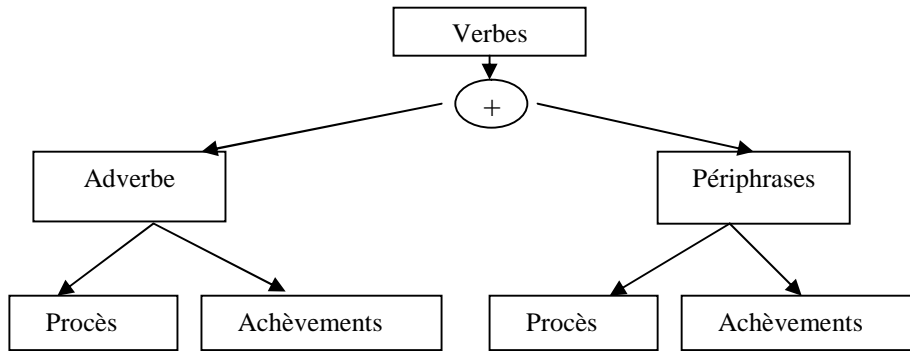 Verbes
+
Adverbe
Périphrases
Procès
Achèvements
Procès
Achèvements